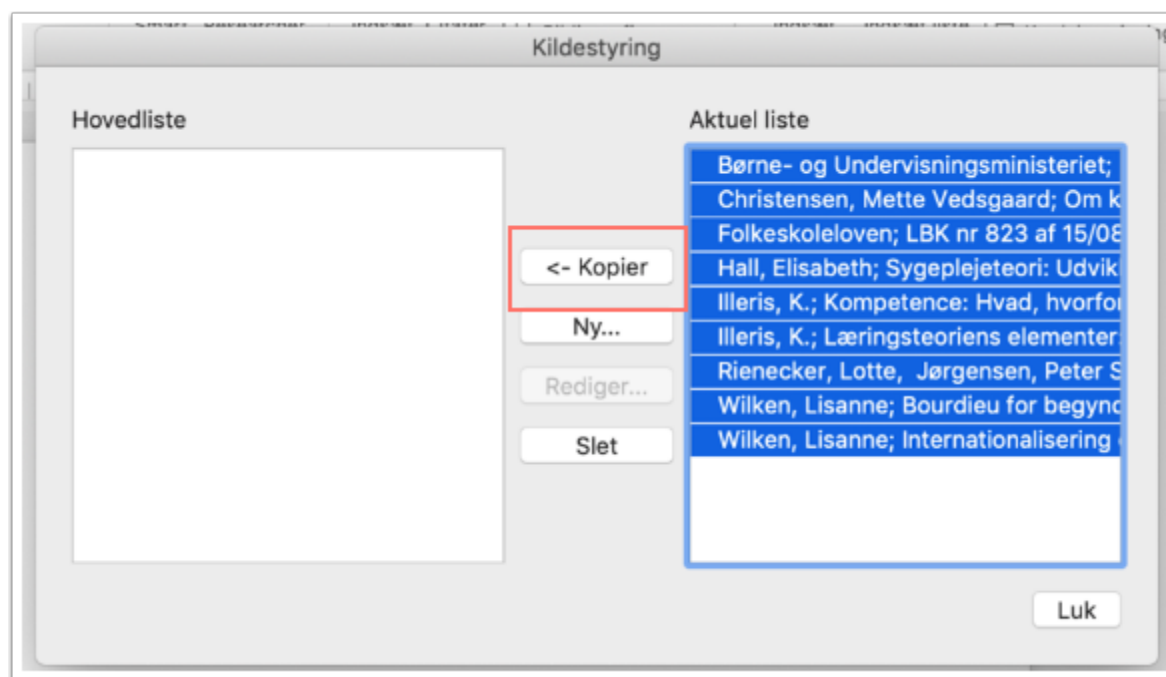 Kildestyring
Hovedliste
Aktuel liste
<- Kopier
Ny...
Rediger...
Slet
Børne- og Undervisningsministeriet;
Christensen, Mette Vedsgaard; Om k
Folkeskoleloven; LBK nr 823 af 15/08
Hall, Elisabeth; Sygeplejeteori: Udvik
Illeris, K.; Kompetence: Hvad, hvorfor
Illeris, K.; Læringsteoriens elementer
Rienecker, Lotte, Jørgensen, Peter S
Wilken, Lisanne; Bourdieu for begynd
Wilken, Lisanne; Internationalisering
Luk